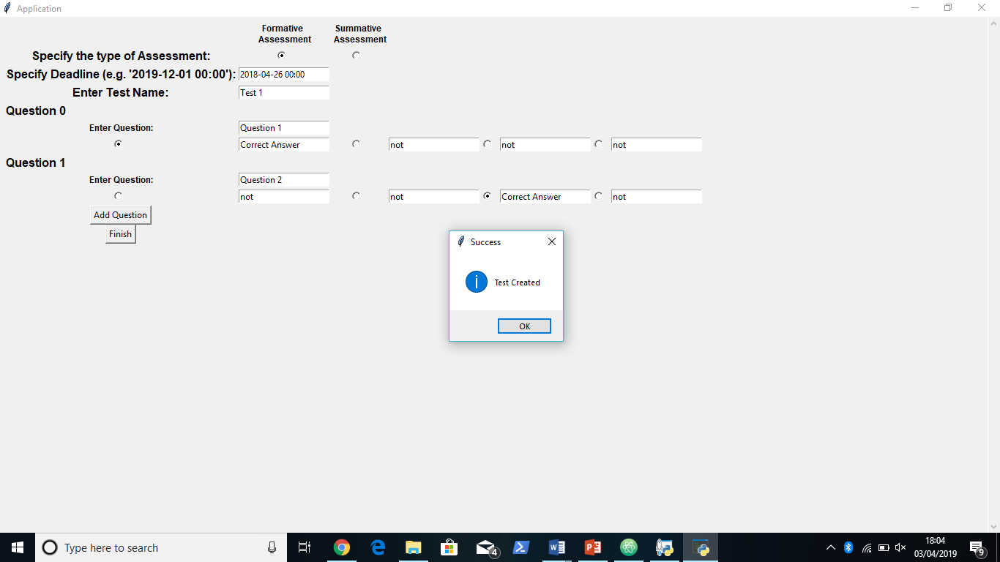 Application
Formative Summative
Assessment Assessment
Specify the type of Assessment:
Specify Deadline (e.g. '2019-12-01 00:00'): 2018-04-26 00:00
Enter Test Name: Test 1
Question 0
Enter Question: Question 1
Correct Answer not not not
Question 1
Enter Question: Question 2
not not Correct Answer not
Add Question
Finish
Success
Test Created
OK
Type here to search
4
18:04
03/04/2019
9